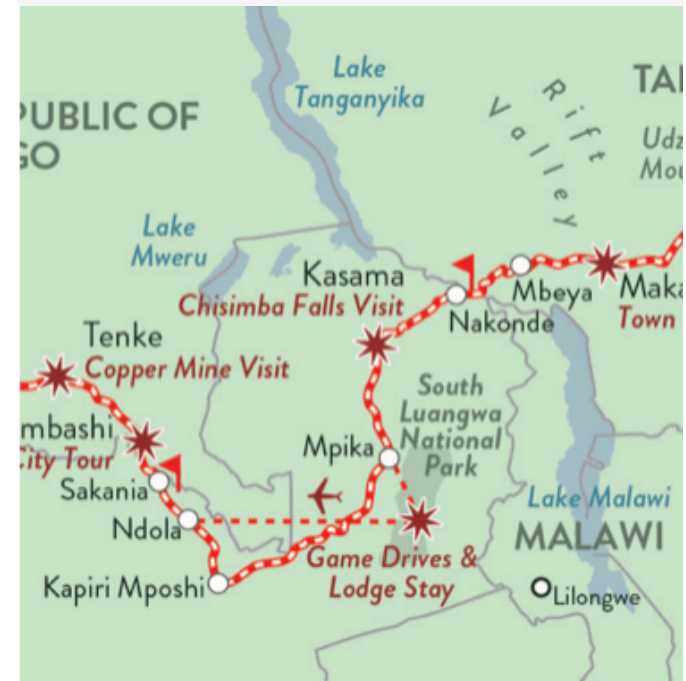 Lake
Tanganyika
Rift
Valley
TAN
PUBLIC OF
GO
Udz
Mou
Lake
Mweru
Kasama
Chisimba Falls Visit
Mbeya
Maka
Town
Nakonde
Tenke
Copper Mine Visit
South
Luangwa
National
Park
mbashi
City Tour
Mpika
Sakania
Lake Malawi
Ndola
MALAWI
Game Drives &
Lodge Stay
Kapiri Mposhi
Lilongwe